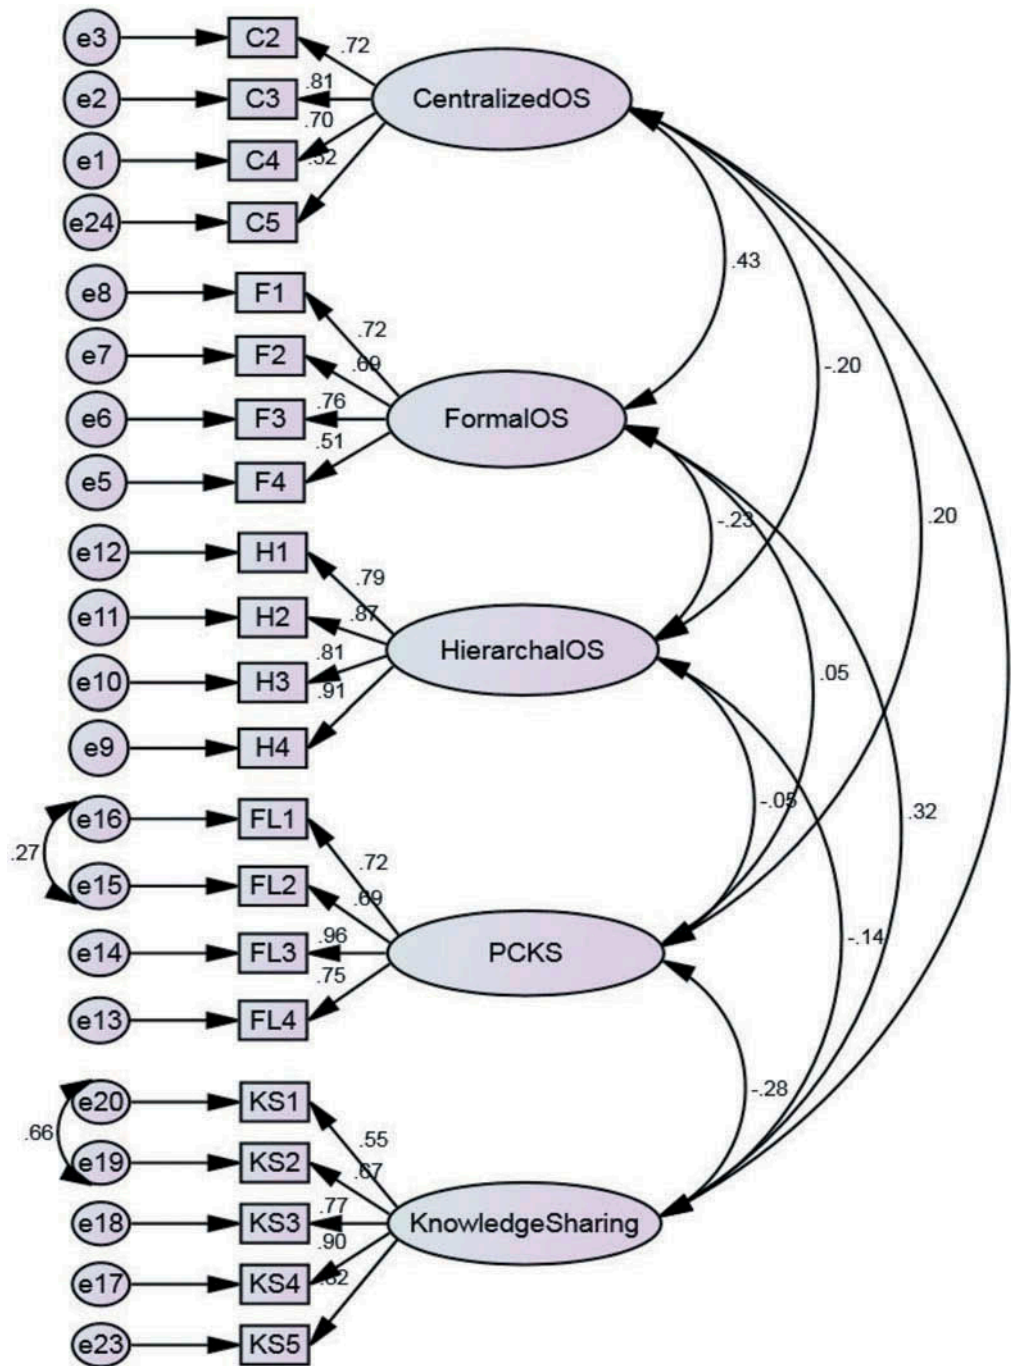 e3 C2 .72
CentralizedOS
e2 C3 .81
.70
e1 C4 .52
e24 C5
.43
e8 F1
.72
e7 F2 .69
-.20
e6 F3 .76
FormalOS
.51
e5 F4
-.23
.20
e12 H1
.79
e11 H2 .87
.81
HierarchalOS
e10 H3 .91
.05
e9 H4
-.05
.32
e16 FL1
.27
.72
e15 FL2 .69
-.14
e14 FL3 .96
PCKS
.75
e13 FL4
-.28
e20 KS1
.66
.55
e19 KS2 .67
.77
e18 KS3
KnowledgeSharing
.90
e17 KS4
e23 KS5